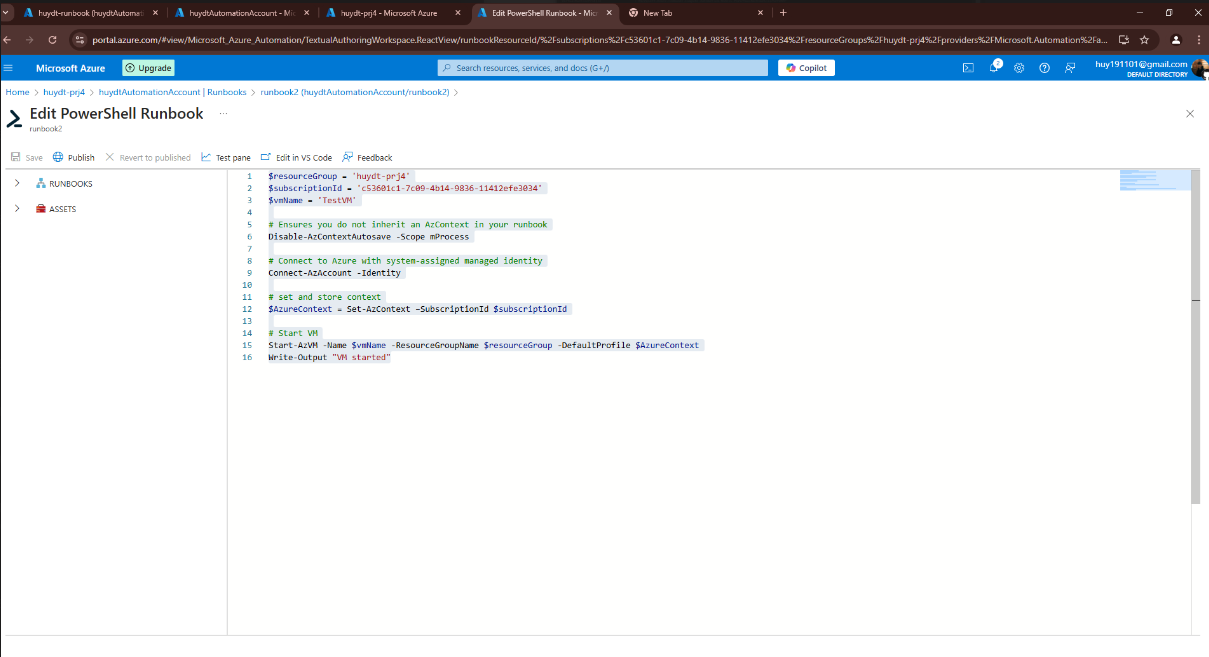 huydt-runbook (huydtAutomat
huydtAutomationAccount - Mic
huydt-prj4 - Microsoft Azure
Edit PowerShell Runbook - Micr
New Tab
portal.azure.com/#view/Microsoft_Azure_Automation/TextualAuthoringWorkspace.ReactView/runbookResourceId/%2Fsubscriptions%2Fc53601c1-7c09-4b14-9836-11412efe3034%2FresourceGroups%2Fhuydt-prj4%2Fproviders%2FMicrosoft.Automation%2Fa...
Microsoft Azure
Upgrade
Search resources, services, and docs (G+/)
Copilot
2
huy191101@gmail.com
DEFAULT DIRECTORY
Home > huydt-prj4 > huydtAutomationAccount | Runbooks > runbook2 (huydtAutomationAccount/runbook2) >
Edit PowerShell Runbook ...
runbook2
Save Publish Revert to published Test pane Edit in VS Code Feedback
RUNBOOKS
ASSETS
1 $resourceGroup = 'huydt-prj4'
2 $subscriptionId = 'c53601c1-7c09-4b14-9836-11412efe3034'
3 $vmName = 'TestVM'
4
5 # Ensures you do not inherit an AzContext in your runbook
6 Disable-AzContextAutosave -Scope mProcess
7
8 # Connect to Azure with system-assigned managed identity
9 Connect-AzAccount -Identity
10
11 # set and store context
12 $AzureContext = Set-AzContext –SubscriptionId $subscriptionId
13
14 # Start VM
15 Start-AzVM -Name $vmName -ResourceGroupName $resourceGroup -DefaultProfile $AzureContext
16 Write-Output "VM started"